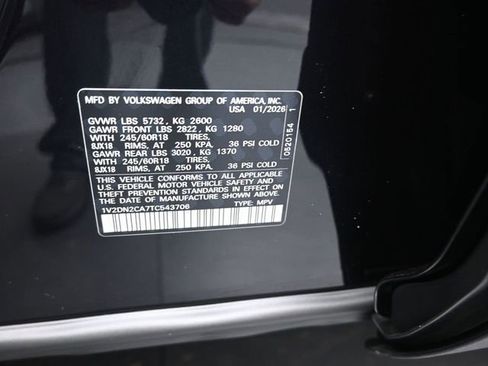 MFD BY VOLKSWAGEN GROUP OF AMERICA, INC.
USA 01/2026
GVWR LBS 5732, KG 2600
GAWR FRONT LBS 2822, KG 1280
WITH 245/60R18 TIRES,
8JX18 RIMS, AT 250 KPA, 36 PSI COLD
GAWR REAR LBS 3020, KG 1370
WITH 245/60R18 TIRES,
8JX18 RIMS, AT 250 KPA, 36 PSI COLD
THIS VEHICLE CONFORMS TO ALL APPLICABLE
U.S. FEDERAL MOTOR VEHICLE SAFETY AND
THEFT PREVENTION STANDARDS IN EFFECT ON
THE DATE OF MANUFACTURE SHOWN ABOVE.
1V2DN2CA7TC543706 TYPE: MPV
0520154 1